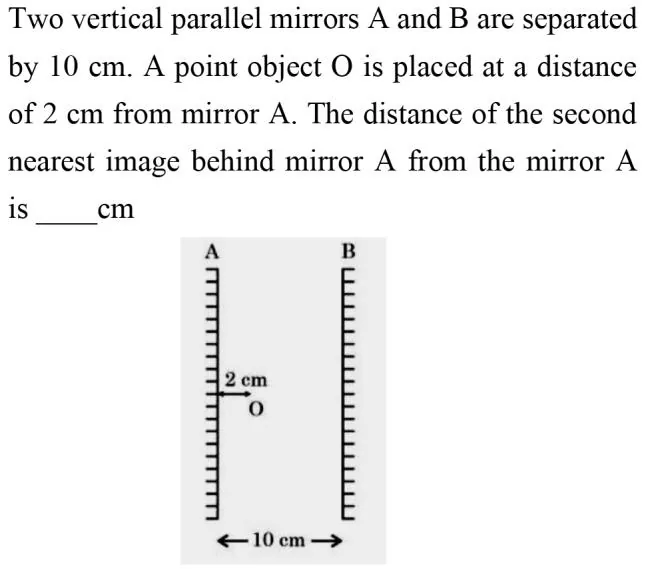 Two vertical parallel mirrors A and B are separated
by 10 cm. A point object O is placed at a distance
of 2 cm from mirror A. The distance of the second
nearest image behind mirror A from the mirror A
is ____cm
A B
2 cm
O
10 cm